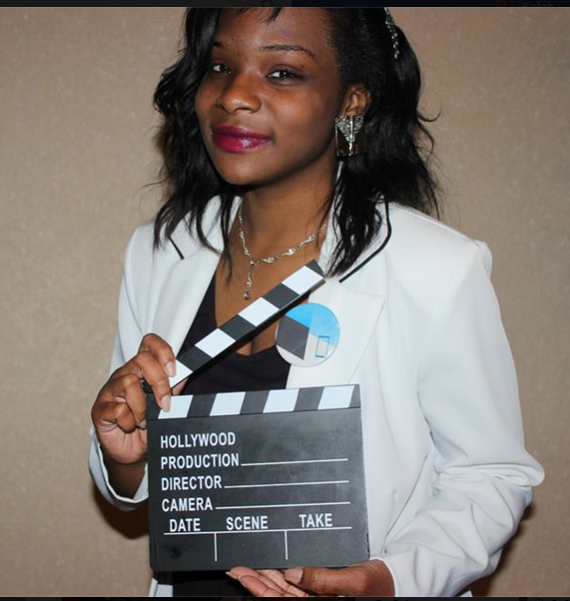 HOLLYWOOD
PRODUCTION
DIRECTOR
CAMERA
DATE SCENE TAKE